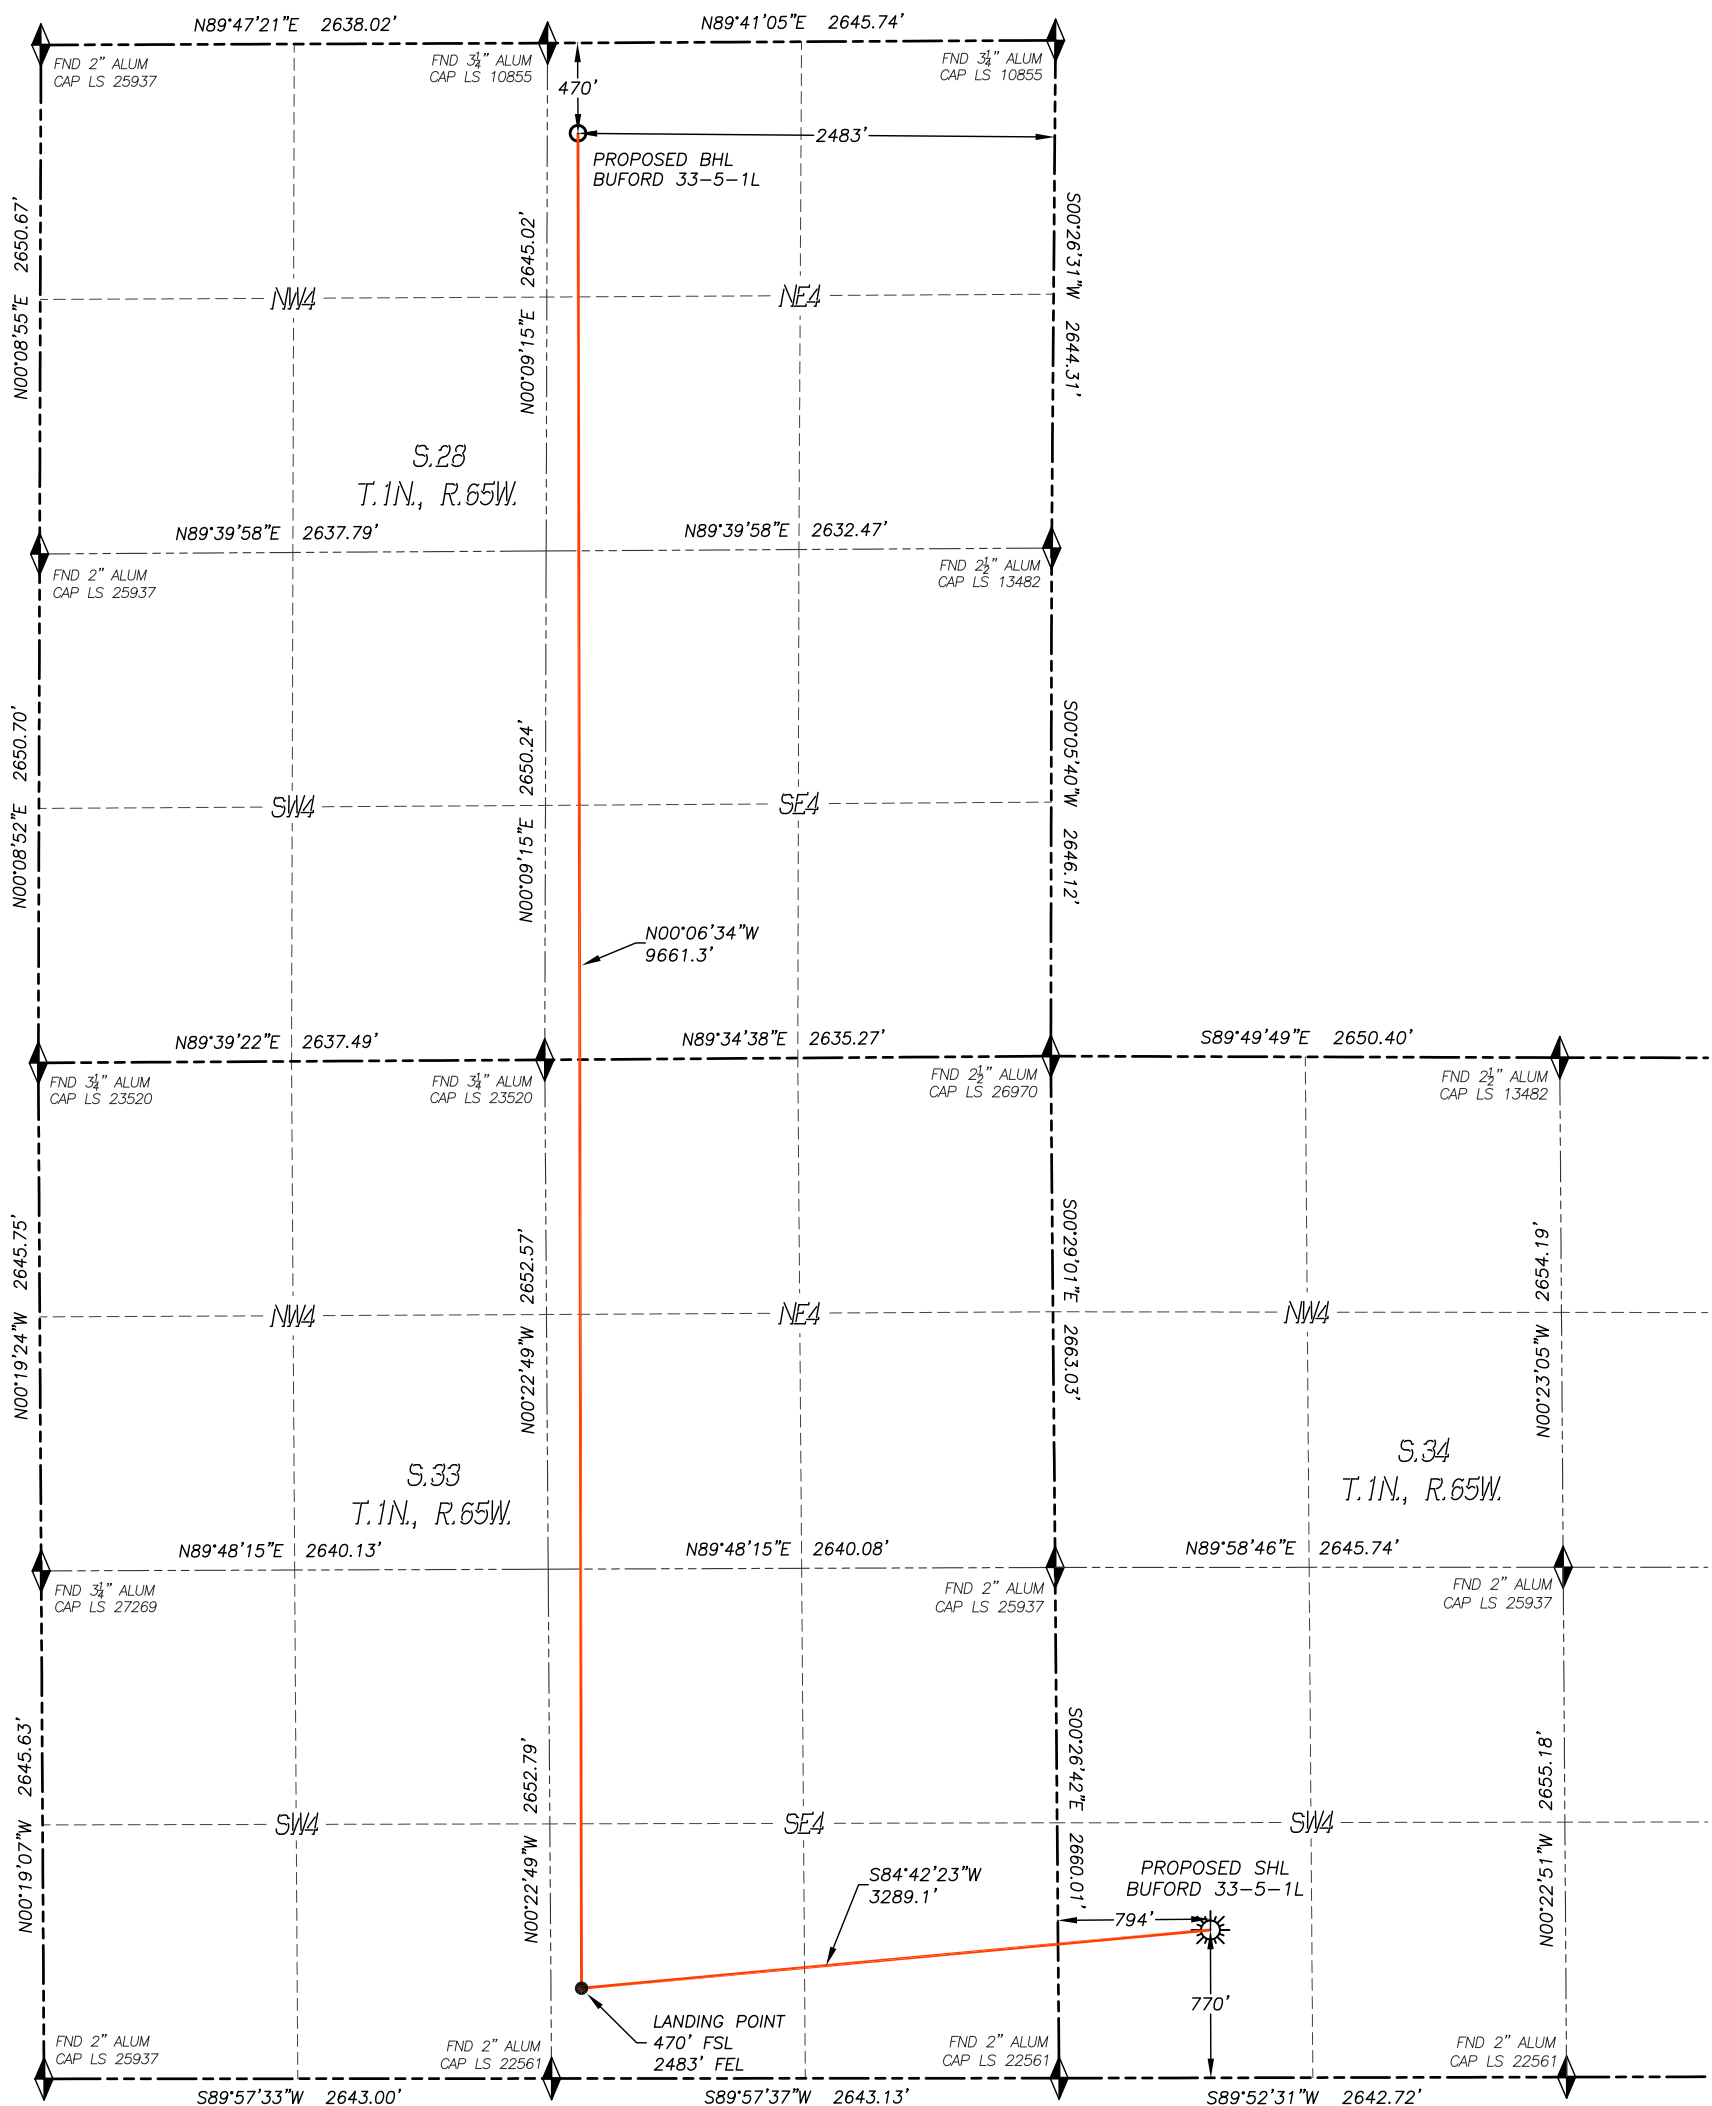 N89°47'21"E 2638.02'
N89°41'05"E 2645.74'
FND 2" ALUM
CAP LS 25937
FND 3¼" ALUM
CAP LS 10855
FND 3¼" ALUM
CAP LS 10855
470'
2483'
PROPOSED BHL
BUFORD 33-5-1L
N00°08'55"E 2650.67'
N00°09'15"E 2645.02'
S00°26'31"W 2644.31'
NW4
NE4
S.28
T.1N., R.65W.
N89°39'58"E 2637.79'
N89°39'58"E 2632.47'
FND 2" ALUM
CAP LS 25937
FND 2½" ALUM
CAP LS 13482
N00°08'52"E 2650.70'
N00°09'15"E 2650.24'
S00°05'40"W 2646.12'
SW4
SE4
N00°06'34"W
9661.3'
N89°39'22"E 2637.49'
N89°34'38"E 2635.27'
S89°49'49"E 2650.40'
FND 3¼" ALUM
CAP LS 23520
FND 3¼" ALUM
CAP LS 23520
FND 2½" ALUM
CAP LS 26970
FND 2½" ALUM
CAP LS 13482
N00°19'24"W 2645.75'
N00°22'49"W 2652.57'
S00°29'01"E 2663.03'
N00°23'05"W 2654.19'
NW4
NE4
NW4
S.33
T.1N., R.65W.
S.34
T.1N., R.65W.
N89°48'15"E 2640.13'
N89°48'15"E 2640.08'
N89°58'46"E 2645.74'
FND 3¼" ALUM
CAP LS 27269
FND 2" ALUM
CAP LS 25937
FND 2" ALUM
CAP LS 25937
N00°19'07"W 2645.63'
N00°22'49"W 2652.79'
S00°26'42"E 2660.01'
N00°22'51"W 2655.18'
SW4
SE4
SW4
S84°42'23"W
3289.1'
PROPOSED SHL
BUFORD 33-5-1L
794'
770'
LANDING POINT
470' FSL
2483' FEL
FND 2" ALUM
CAP LS 25937
FND 2" ALUM
CAP LS 22561
FND 2" ALUM
CAP LS 22561
FND 2" ALUM
CAP LS 22561
S89°57'33"W 2643.00'
S89°57'37"W 2643.13'
S89°52'31"W 2642.72'